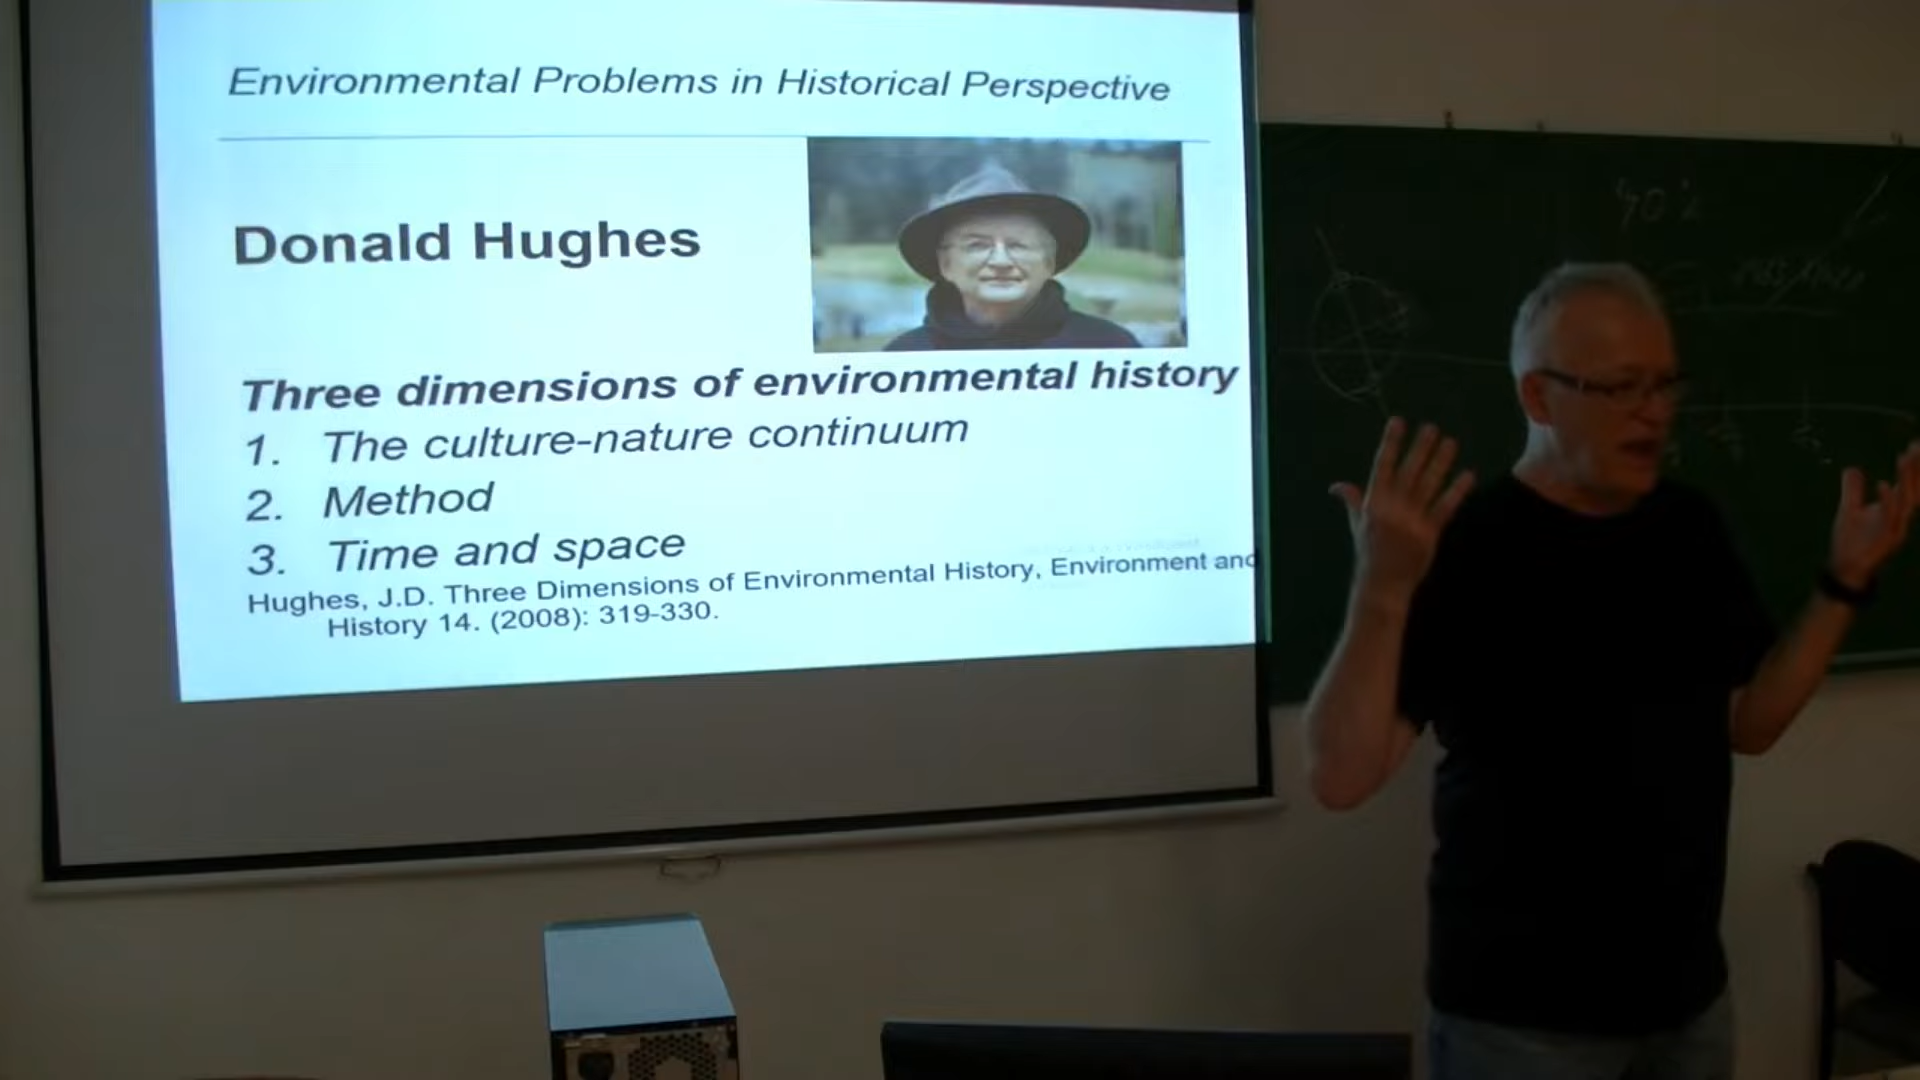 Environmental Problems in Historical Perspective
Donald Hughes
Three dimensions of environmental history
1. The culture-nature continuum
2. Method
3. Time and space
Hughes, J.D. Three Dimensions of Environmental History, Environment and
History 14. (2008): 319-330.